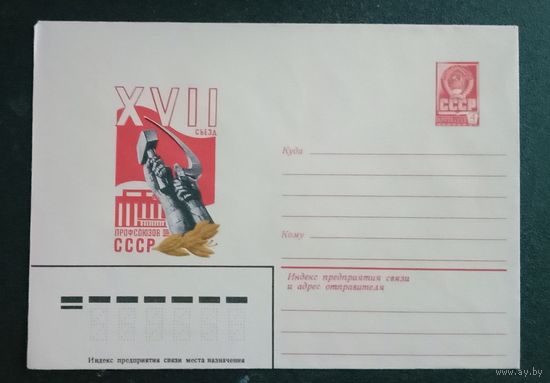 XVII
СЪЕЗД
ПРОФСОЮЗОВ
СССР
СССР
4
Куда
Кому
Индекс предприятия связи
и адрес отправителя
Индекс предприятия связи места назначения
www.ay.by